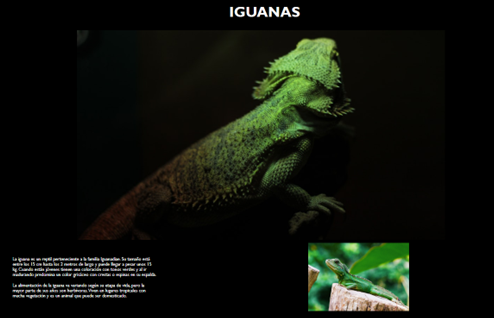 IGUANAS
La iguana es un reptil perteneciente a la familia Iguanadian. Su tamaño está
entre los 15 cm hasta los 2 metros de largo y puede llegar a pesar unos 15
kg. Cuando están jóvenes tienen una coloración con tonos verdes y al ir
madurando predomina un color grisáceo con crestas o espinas en su espalda.
La alimentación de la iguana va variando según su etapa de vida, pero la
mayor parte de sus años son herbívoros. Viven en lugares tropicales con
mucha vegetación y es un animal que puede ser domesticado.